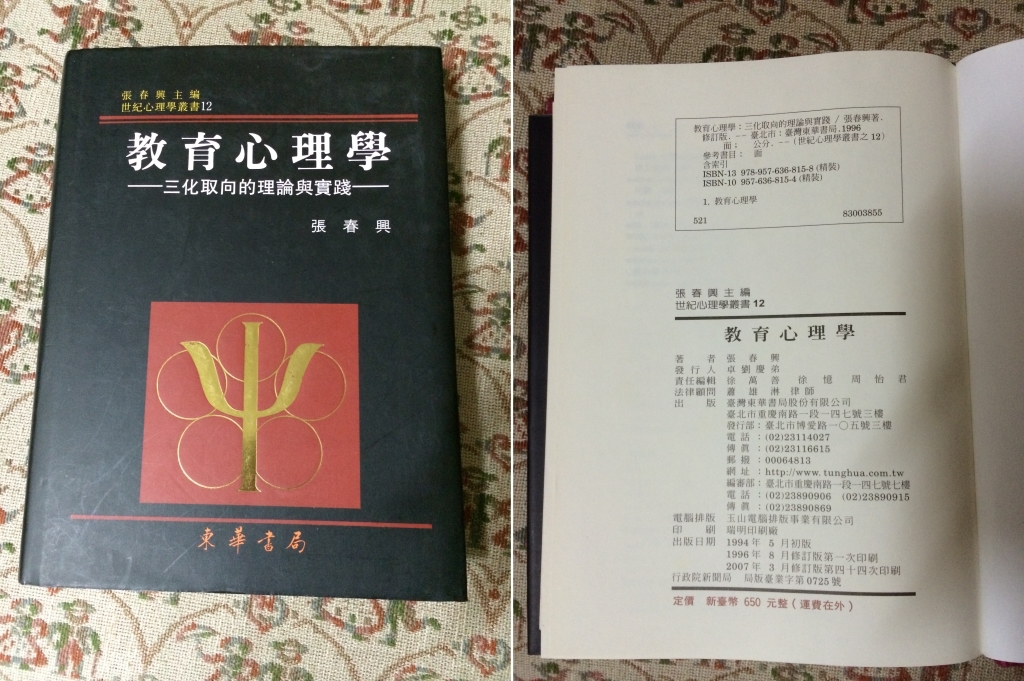 張春興主編
世紀心理學叢書12
教育心理學
──三化取向的理論與實踐──
張春興
東華書局
教育心理學：三化取向的理論與實踐 / 張春興著.
修訂版. -- 臺北市：臺灣東華書局, 1996
面； 公分. --（世紀心理學叢書之12）
參考書目： 面
含索引
ISBN-13 978-957-636-815-8（精裝）
ISBN-10 957-636-815-4（精裝）
1. 教育心理學
521 83003855
張春興主編
世紀心理學叢書12
教育心理學
著者 張春興
發行人 卓劉慶弟
責任編輯 徐萬善 徐憶 周怡君
法律顧問 蕭雄淋律師
出版 臺灣東華書局股份有限公司
臺北市重慶南路一段一四七號三樓
發行部：臺北市博愛路一〇五號三樓
電話：(02)23114027
傳真：(02)23116615
郵撥：00064813
網址：http://www.tunghua.com.tw
編審部：臺北市重慶南路一段一四七號七樓
電話：(02)23890906 (02)23890915
傳真：(02)23890869
電腦排版 玉山電腦排版事業有限公司
印刷 瑞明印刷廠
出版日期 1994年5月初版
1996年8月修訂版第一次印刷
2007年3月修訂版第四十四次印刷
行政院新聞局 局版臺業字第0725號
定價 新臺幣 650 元整（運費在外）